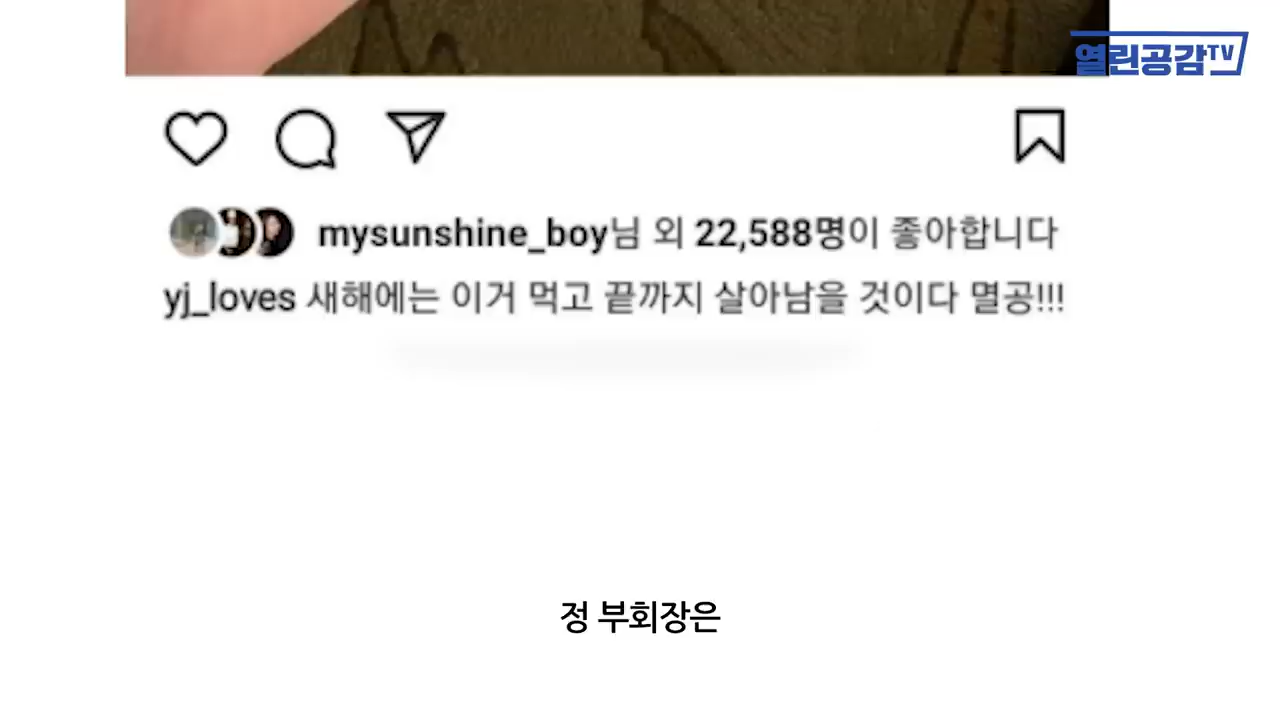 열린공감TV
mysunshine_boy님 외 22,588명이 좋아합니다
yj_loves 새해에는 이거 먹고 끝까지 살아남을 것이다 멸공!!!
정 부회장은